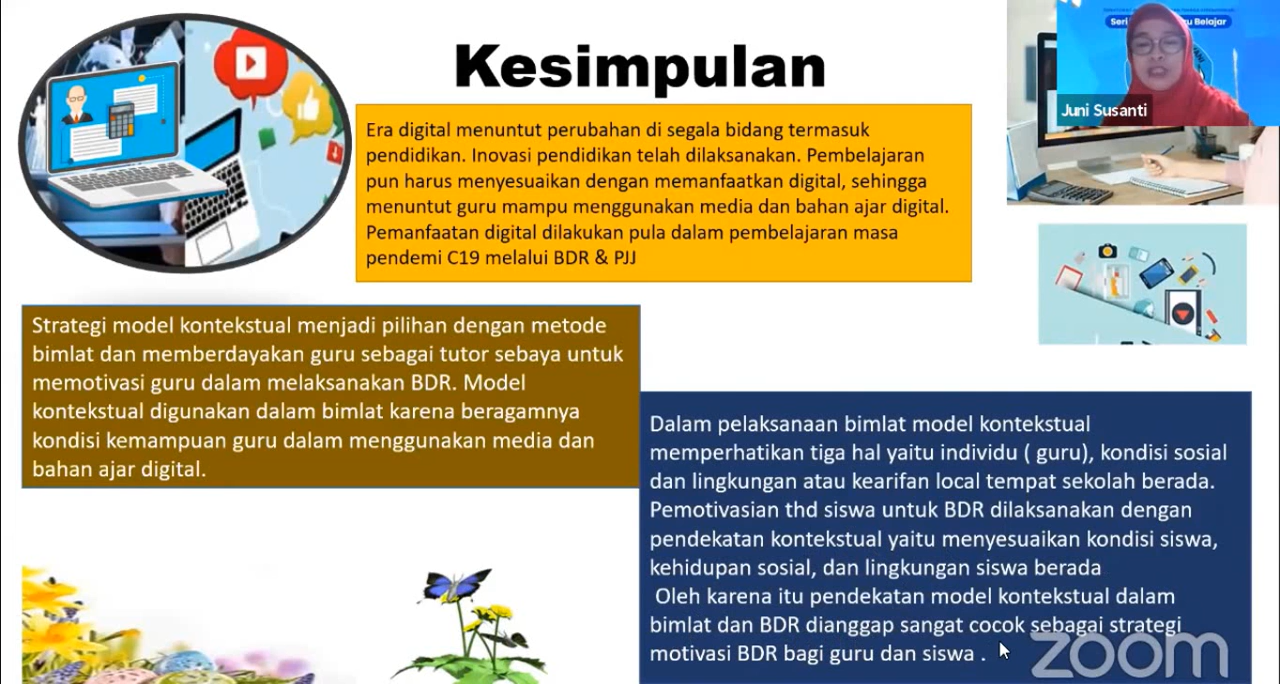 Kesimpulan
Juni Susanti
Era digital menuntut perubahan di segala bidang termasuk
pendidikan. Inovasi pendidikan telah dilaksanakan. Pembelajaran
pun harus menyesuaikan dengan memanfaatkan digital, sehingga
menuntut guru mampu menggunakan media dan bahan ajar digital.
Pemanfaatan digital dilakukan pula dalam pembelajaran masa
pendemi C19 melalui BDR & PJJ
Strategi model kontekstual menjadi pilihan dengan metode
bimlat dan memberdayakan guru sebagai tutor sebaya untuk
memotivasi guru dalam melaksanakan BDR. Model
kontekstual digunakan dalam bimlat karena beragamnya
kondisi kemampuan guru dalam menggunakan media dan
bahan ajar digital.
Dalam pelaksanaan bimlat model kontekstual
memperhatikan tiga hal yaitu individu ( guru), kondisi sosial
dan lingkungan atau kearifan local tempat sekolah berada.
Pemotivasian thd siswa untuk BDR dilaksanakan dengan
pendekatan kontekstual yaitu menyesuaikan kondisi siswa,
kehidupan sosial, dan lingkungan siswa berada
Oleh karena itu pendekatan model kontekstual dalam
bimlat dan BDR dianggap sangat cocok sebagai strategi
motivasi BDR bagi guru dan siswa .
zoom